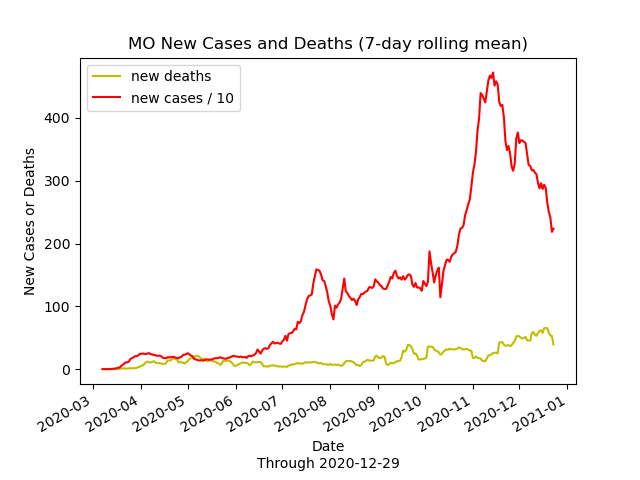 MO New Cases and Deaths (7-day rolling mean)
new deaths
new cases / 10
New Cases or Deaths
400
300
200
100
0
2020-03
2020-04
2020-05
2020-06
2020-07
2020-08
2020-09
2020-10
2020-11
2020-12
2021-01
Date
Through 2020-12-29